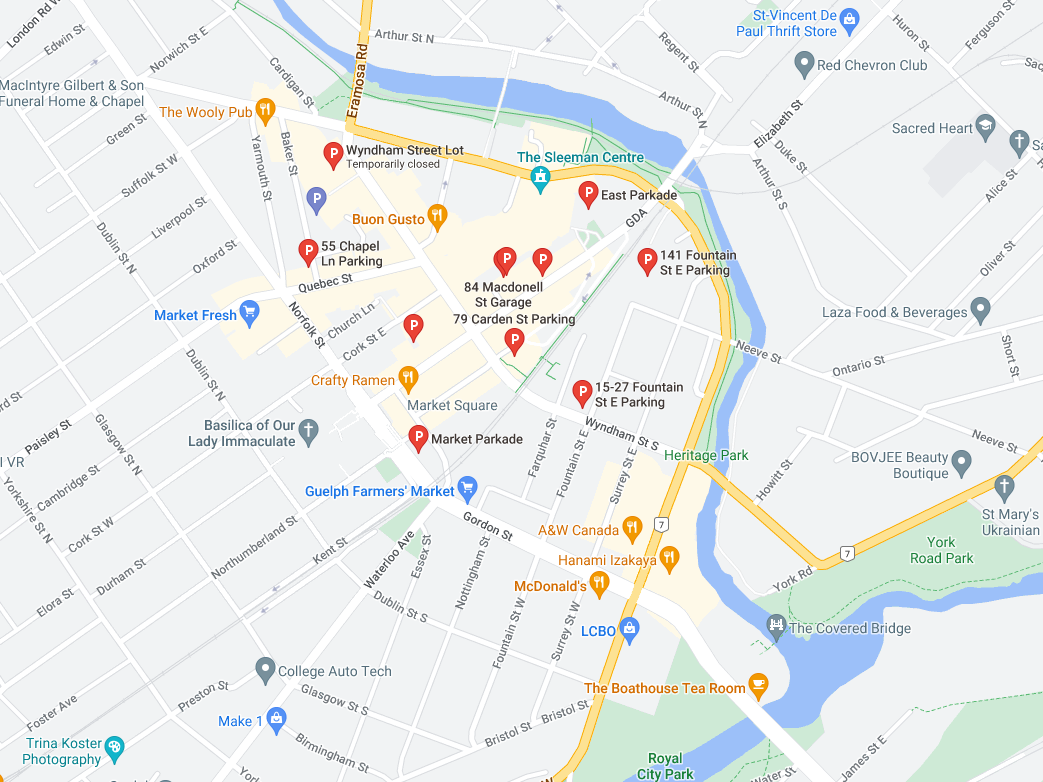 London Rd W
Edwin St
Norwich St E
Cardigan St
Eramosa Rd
Arthur St N
Regent St
St-Vincent De
Paul Thrift Store
Huron St
Ferguson St
Red Chevron Club
MacIntyre Gilbert & Son
Funeral Home & Chapel
The Wooly Pub
Green St
Arthur St N
Elizabeth St
Sacred Heart
Yarmouth St
Baker St
P
Wyndham Street Lot
Temporarily closed
The Sleeman Centre
Duke St
Suffolk St W
P
P
East Parkade
Arthur St S
Alice St
Liverpool St
Buon Gusto
GDA
Dublin St N
Oxford St
P
55 Chapel
Ln Parking
P
P
P
141 Fountain
St E Parking
Oliver St
Quebec St
84 Macdonell
St Garage
Market Fresh
Norfolk St
Church Ln
P
79 Carden St Parking
Laza Food & Beverages
Cork St E
P
Neeve St
Short St
Dublin St N
Ontario St
Crafty Ramen
Market Square
P
15-27 Fountain
St E Parking
Basilica of Our
Lady Immaculate
Paisley St
Glasgow St N
P
Market Parkade
Wyndham St S
Farquhar St
Heritage Park
Neeve St
Fountain St E
Surrey St E
Howitt St
BOVJEE Beauty
Boutique
Yorkshire St N
Cambridge St
Guelph Farmers' Market
St Mary's
Ukrainian
Cork St W
Northumberland St
Gordon St
A&W Canada
7
7
York
Road Park
Kent St
Waterloo Ave
Essex St
Nottingham St
Hanami Izakaya
Durham St
McDonald's
York Rd
Elora St
Dublin St S
Fountain St W
Surrey St W
LCBO
The Covered Bridge
College Auto Tech
Preston St
Glasgow St S
The Boathouse Tea Room
Foster Ave
Make 1
Bristol St
Bristol St
Trina Koster
Photography
Birmingham St
Royal
City Park
James St E
Water St